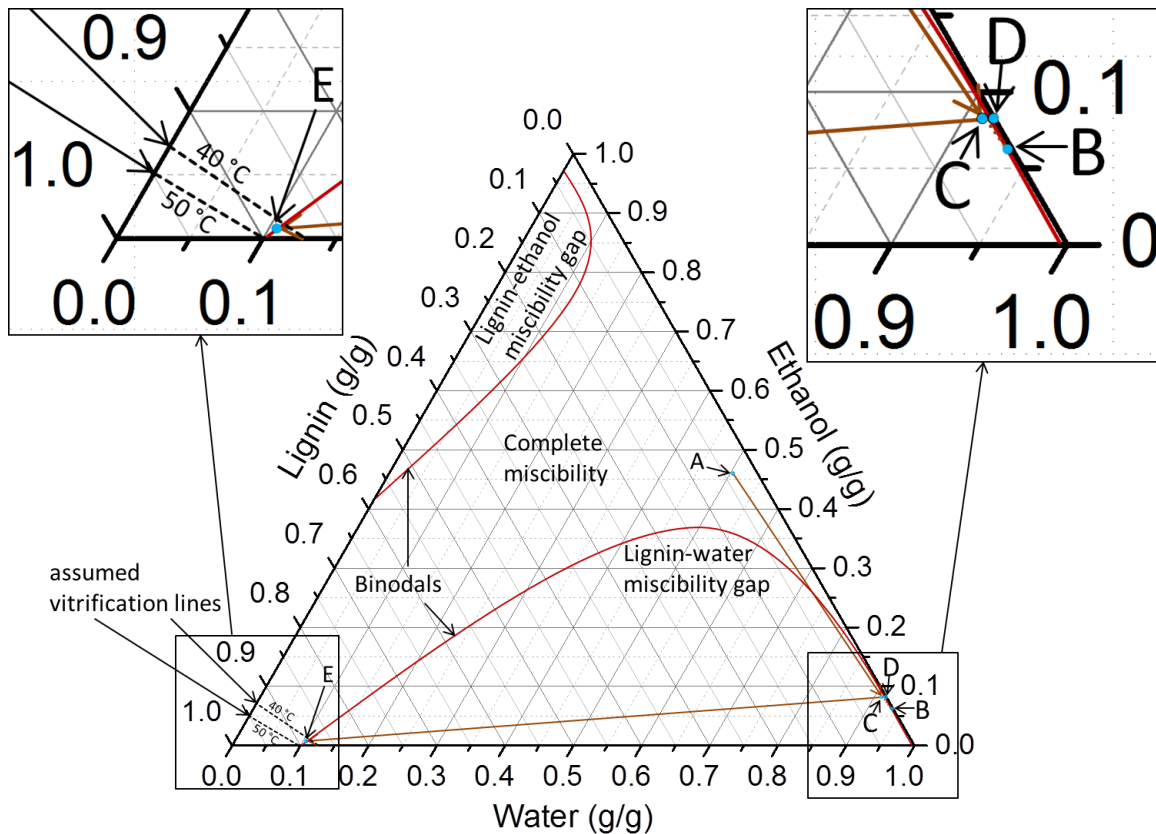 0.9
E
40 °C
1.0
50 °C
0.0
0.1
D
0.1
B
C
0
0.9
1.0
0.0
0.1
0.2
0.3
0.4
0.5
0.6
0.7
0.8
0.9
1.0
Lignin (g/g)
1.0
0.9
0.8
0.7
0.6
0.5
0.4
0.3
0.2
0.1
0.0
Ethanol (g/g)
Lignin-ethanol
miscibility gap
Complete
miscibility
A
Lignin-water
miscibility gap
Binodals
assumed
vitrification lines
E
40 °C
50 °C
D
B
C
0.0
0.1
0.2
0.3
0.4
0.5
0.6
0.7
0.8
0.9
1.0
Water (g/g)